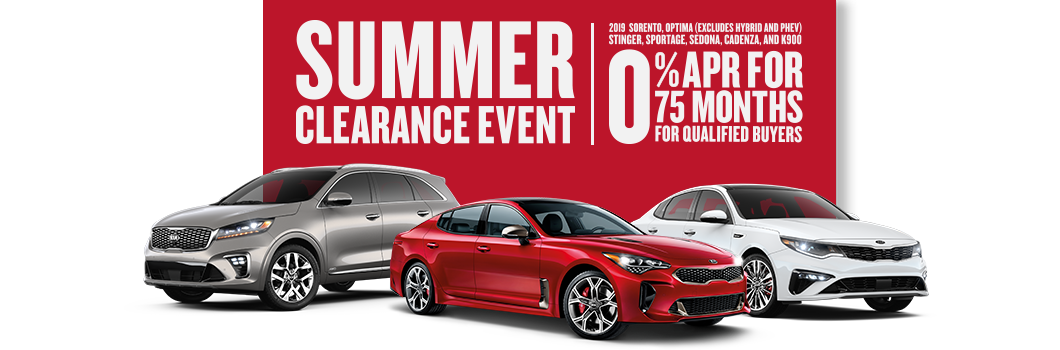 SUMMER
CLEARANCE EVENT
2019 SORENTO, OPTIMA (EXCLUDES HYBRID AND PHEV)
STINGER, SPORTAGE, SEDONA, CADENZA, AND K900
0% APR FOR
75 MONTHS
FOR QUALIFIED BUYERS
KIA